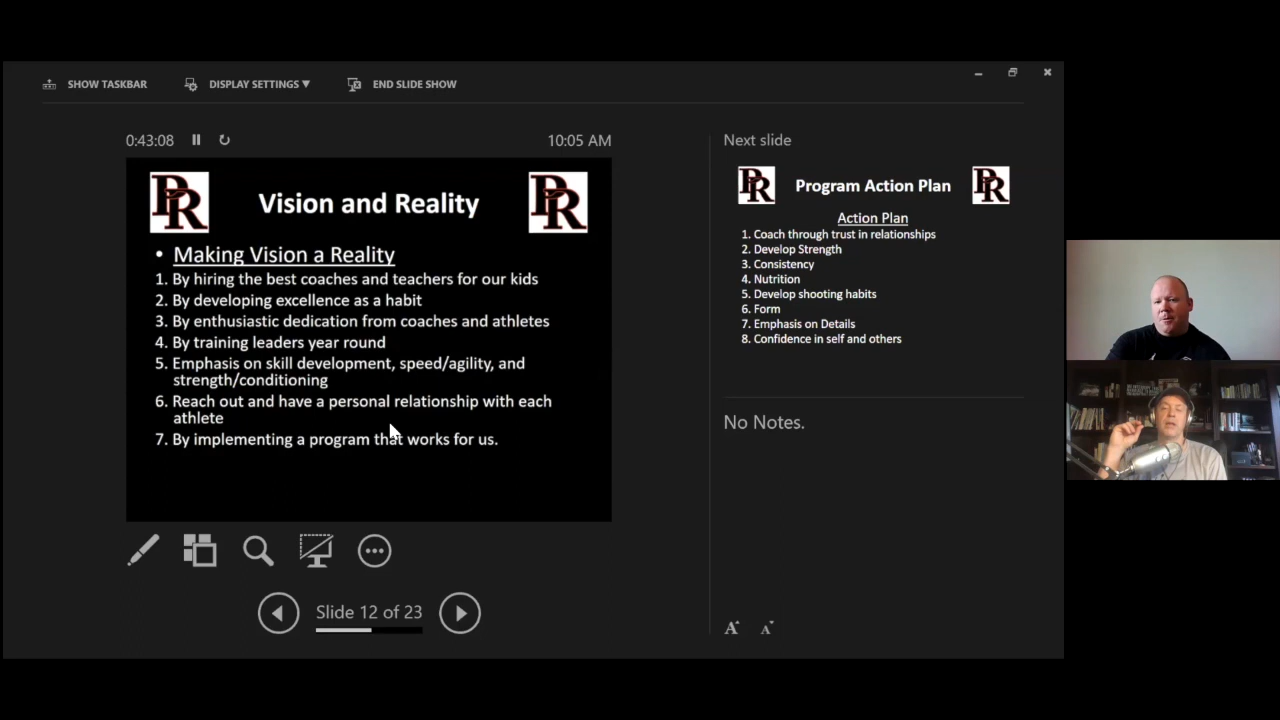 SHOW TASKBAR
DISPLAY SETTINGS ▼
END SLIDE SHOW
0:43:08
10:05 AM
PR
Vision and Reality
PR
• Making Vision a Reality
1. By hiring the best coaches and teachers for our kids
2. By developing excellence as a habit
3. By enthusiastic dedication from coaches and athletes
4. By training leaders year round
5. Emphasis on skill development, speed/agility, and
strength/conditioning
6. Reach out and have a personal relationship with each
athlete
7. By implementing a program that works for us.
Slide 12 of 23
Next slide
PR
Program Action Plan
PR
Action Plan
1. Coach through trust in relationships
2. Develop Strength
3. Consistency
4. Nutrition
5. Develop shooting habits
6. Form
7. Emphasis on Details
8. Confidence in self and others
No Notes.
A
A